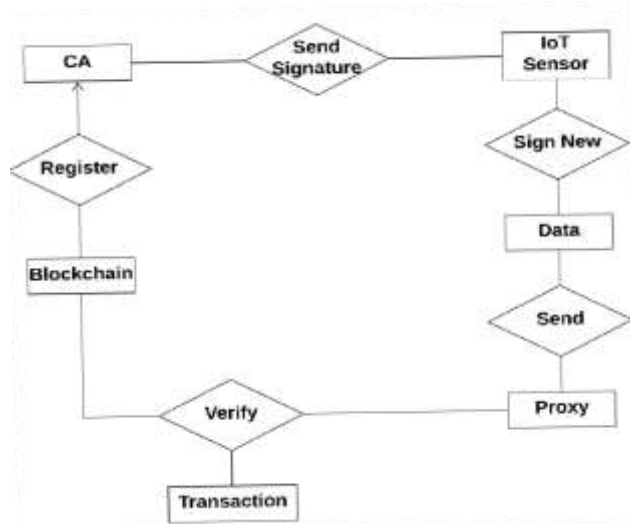 CA
Send
Signature
IoT
Sensor
Register
Sign New
Blockchain
Data
Send
Verify
Proxy
Transaction